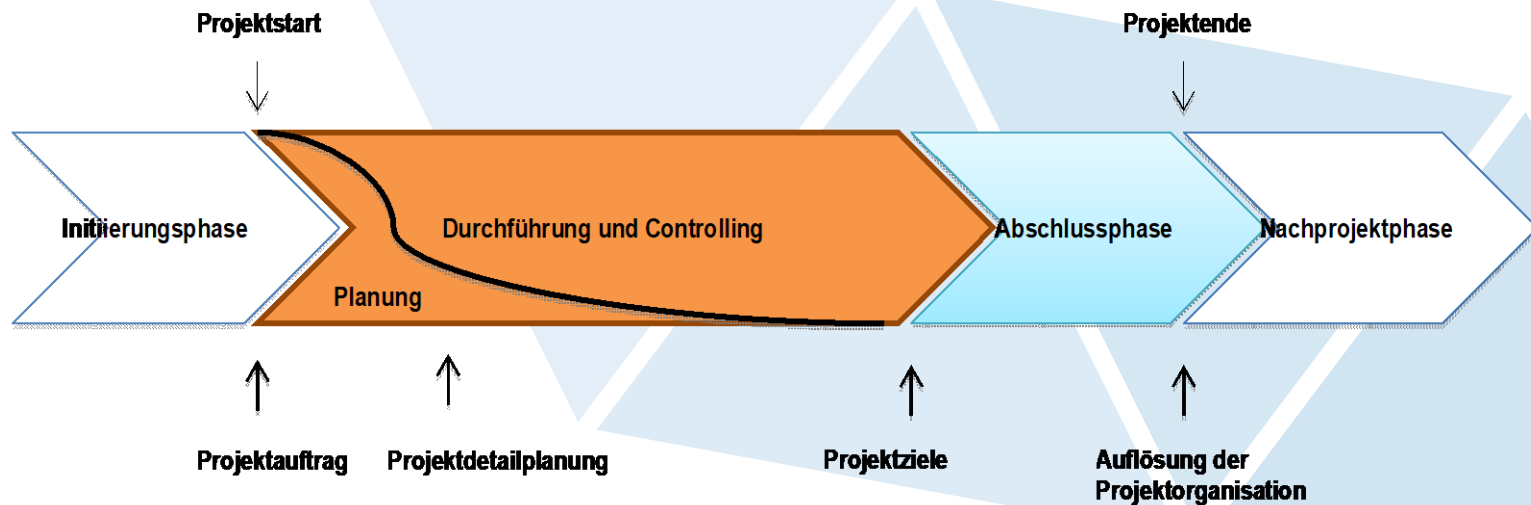 Projektstart
Projektende
Initiierungsphase
Durchführung und Controlling
Abschlussphase
Nachprojektphase
Planung
Projektauftrag
Projektdetailplanung
Projektziele
Auflösung der
Projektorganisation